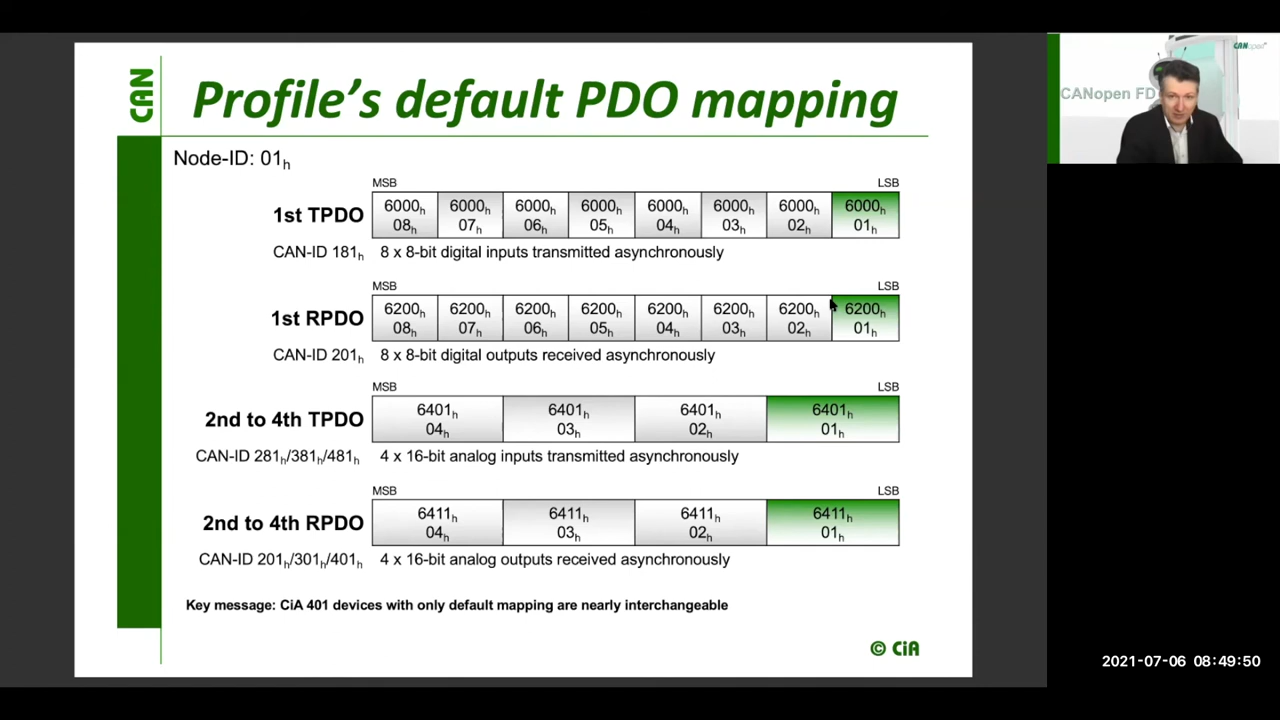 CAN
Profile's default PDO mapping
CANopen
CANopen FD
Node-ID: 01h
MSB LSB
1st TPDO
6000h 6000h 6000h 6000h 6000h 6000h 6000h 6000h
08h 07h 06h 05h 04h 03h 02h 01h
CAN-ID 181h 8 x 8-bit digital inputs transmitted asynchronously
MSB LSB
1st RPDO
6200h 6200h 6200h 6200h 6200h 6200h 6200h 6200h
08h 07h 06h 05h 04h 03h 02h 01h
CAN-ID 201h 8 x 8-bit digital outputs received asynchronously
MSB LSB
2nd to 4th TPDO
6401h 6401h 6401h 6401h
04h 03h 02h 01h
CAN-ID 281h/381h/481h 4 x 16-bit analog inputs transmitted asynchronously
MSB LSB
2nd to 4th RPDO
6411h 6411h 6411h 6411h
04h 03h 02h 01h
CAN-ID 201h/301h/401h 4 x 16-bit analog outputs received asynchronously
Key message: CiA 401 devices with only default mapping are nearly interchangeable
© CiA
2021-07-06 08:49:50